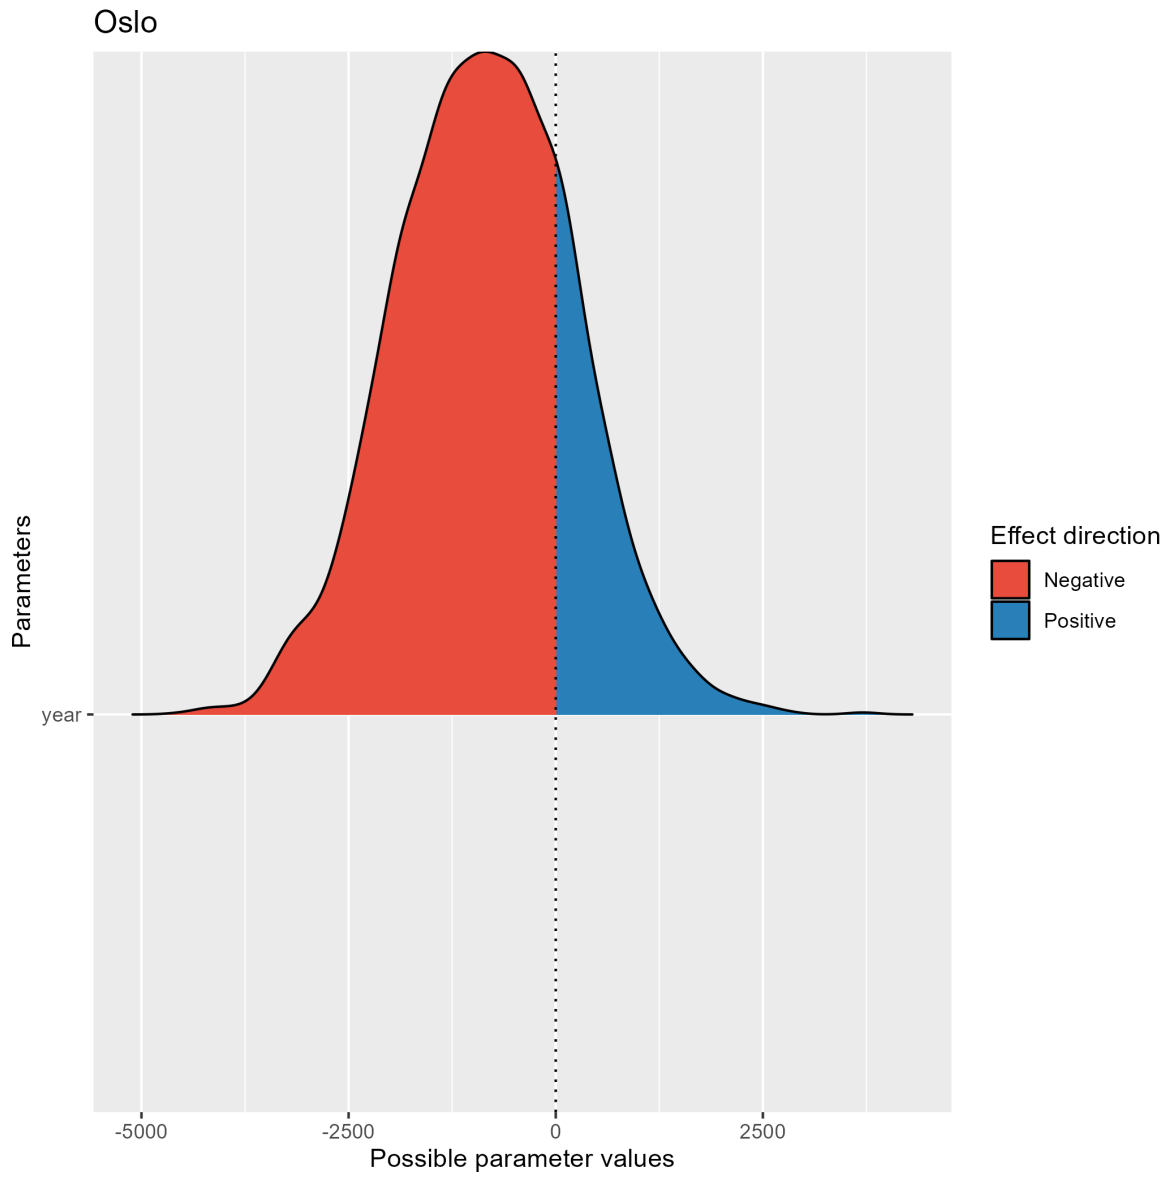 Oslo
Parameters
year
-5000 -2500 0 2500
Possible parameter values
Effect direction
Negative
Positive